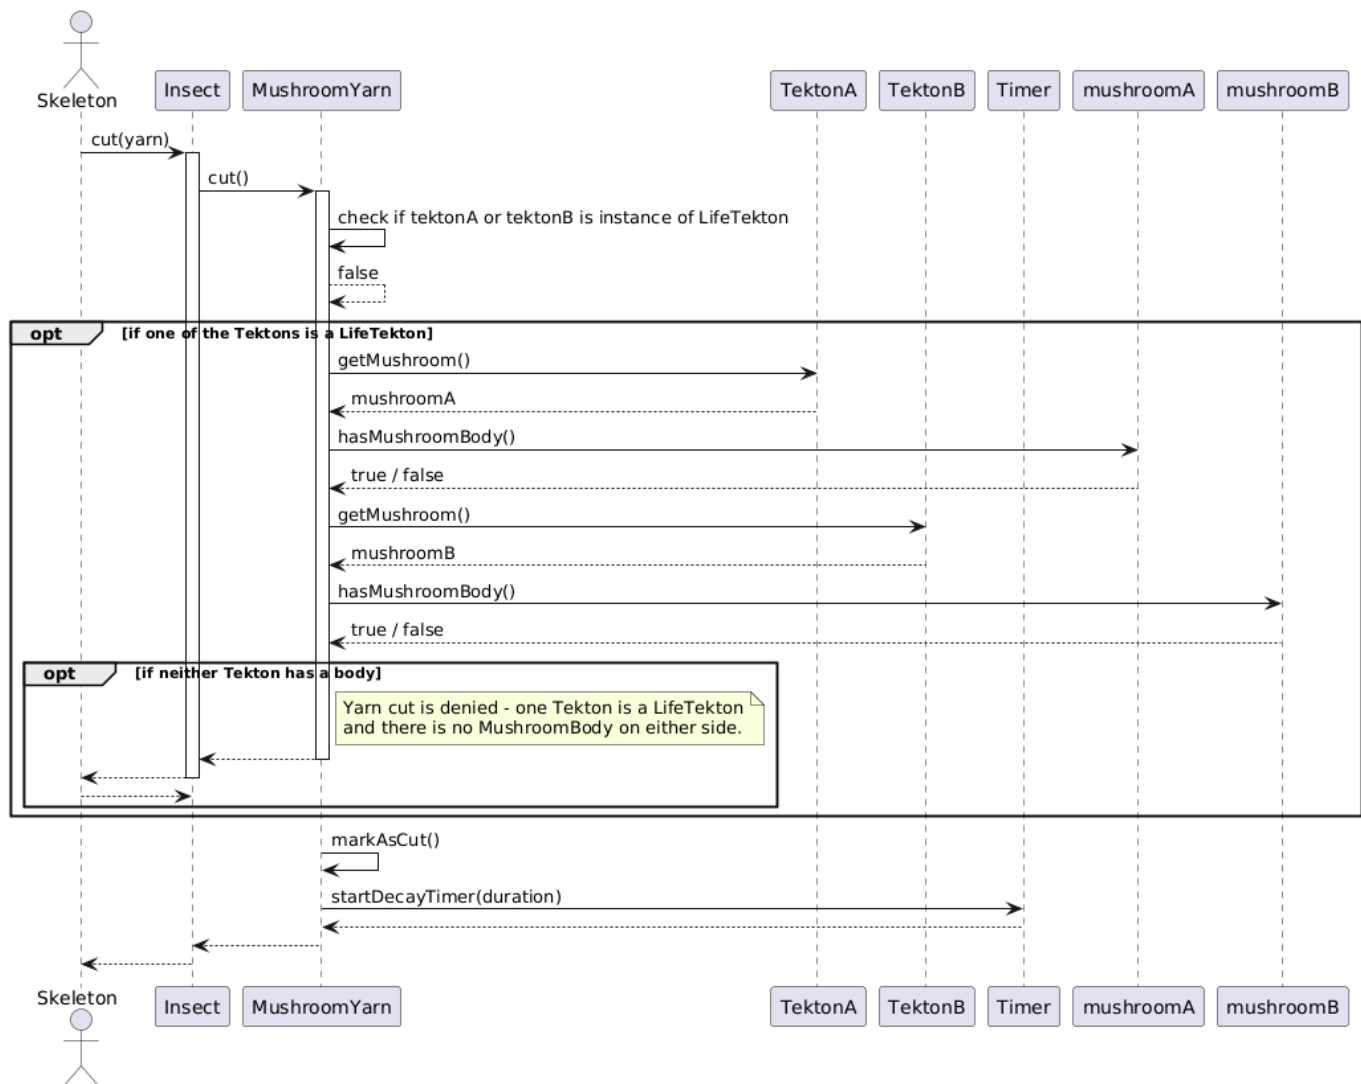 Skeleton
Insect
MushroomYarn
TektonA
TektonB
Timer
mushroomA
mushroomB
cut(yarn)
cut()
check if tektonA or tektonB is instance of LifeTekton
false
opt [if one of the Tektons is a LifeTekton]
getMushroom()
mushroomA
hasMushroomBody()
true / false
getMushroom()
mushroomB
hasMushroomBody()
true / false
opt [if neither Tekton has a body]
Yarn cut is denied - one Tekton is a LifeTekton
and there is no MushroomBody on either side.
markAsCut()
startDecayTimer(duration)
Skeleton
Insect
MushroomYarn
TektonA
TektonB
Timer
mushroomA
mushroomB